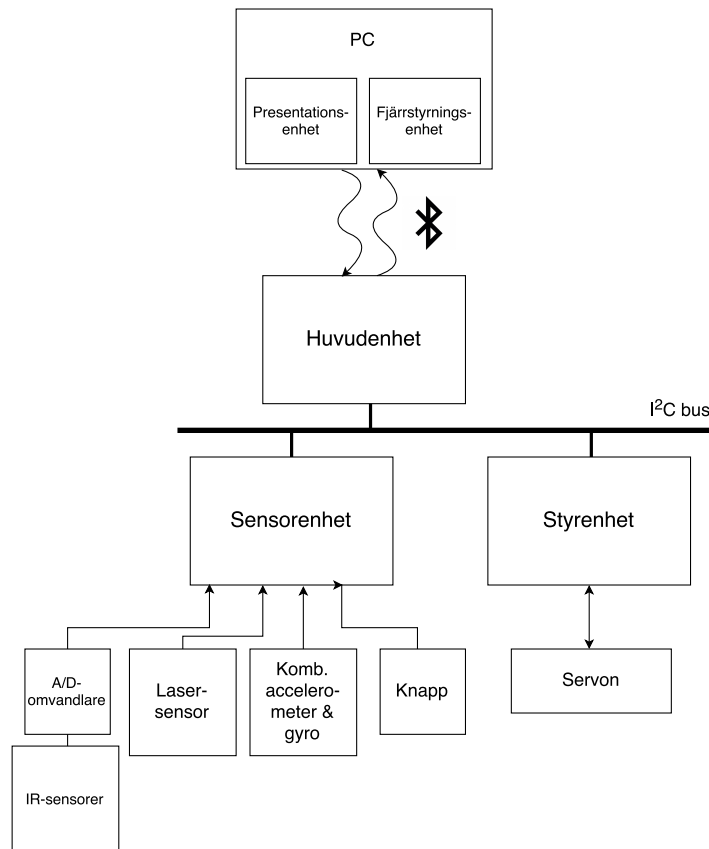 PC
Presentations-
enhet
Fjärrstyrnings-
enhet
Huvudenhet
I²C bus
Sensorenhet
Styrenhet
A/D-
omvandlare
Laser-
sensor
Komb.
accelero-
meter &
gyro
Knapp
Servon
IR-sensorer